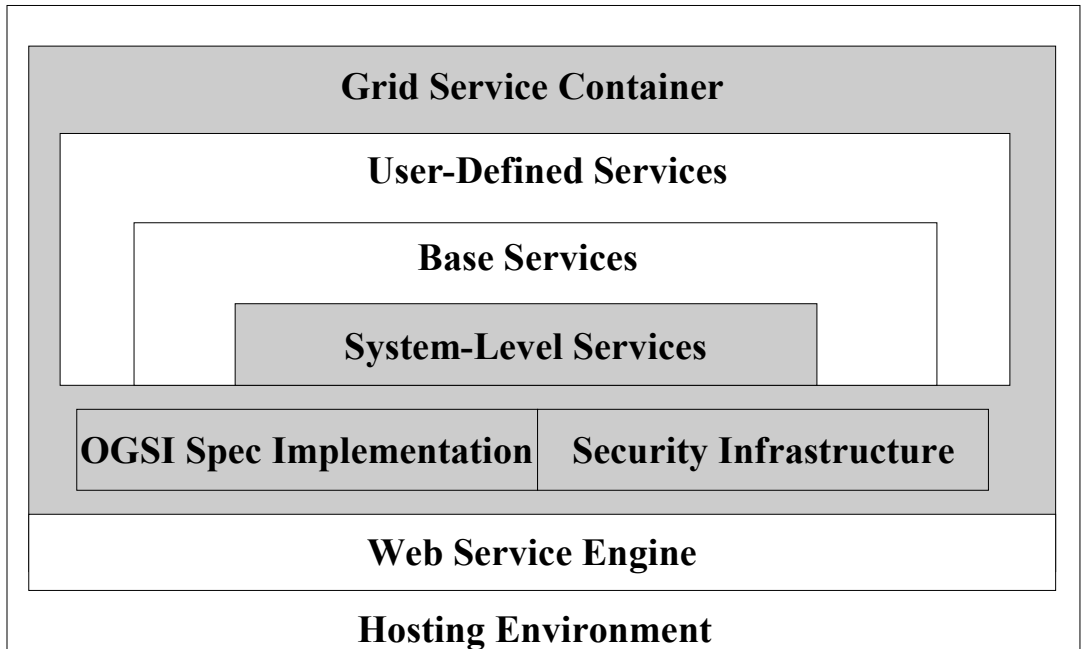 Grid Service Container
User-Defined Services
Base Services
System-Level Services
OGSI Spec Implementation
Security Infrastructure
Web Service Engine
Hosting Environment